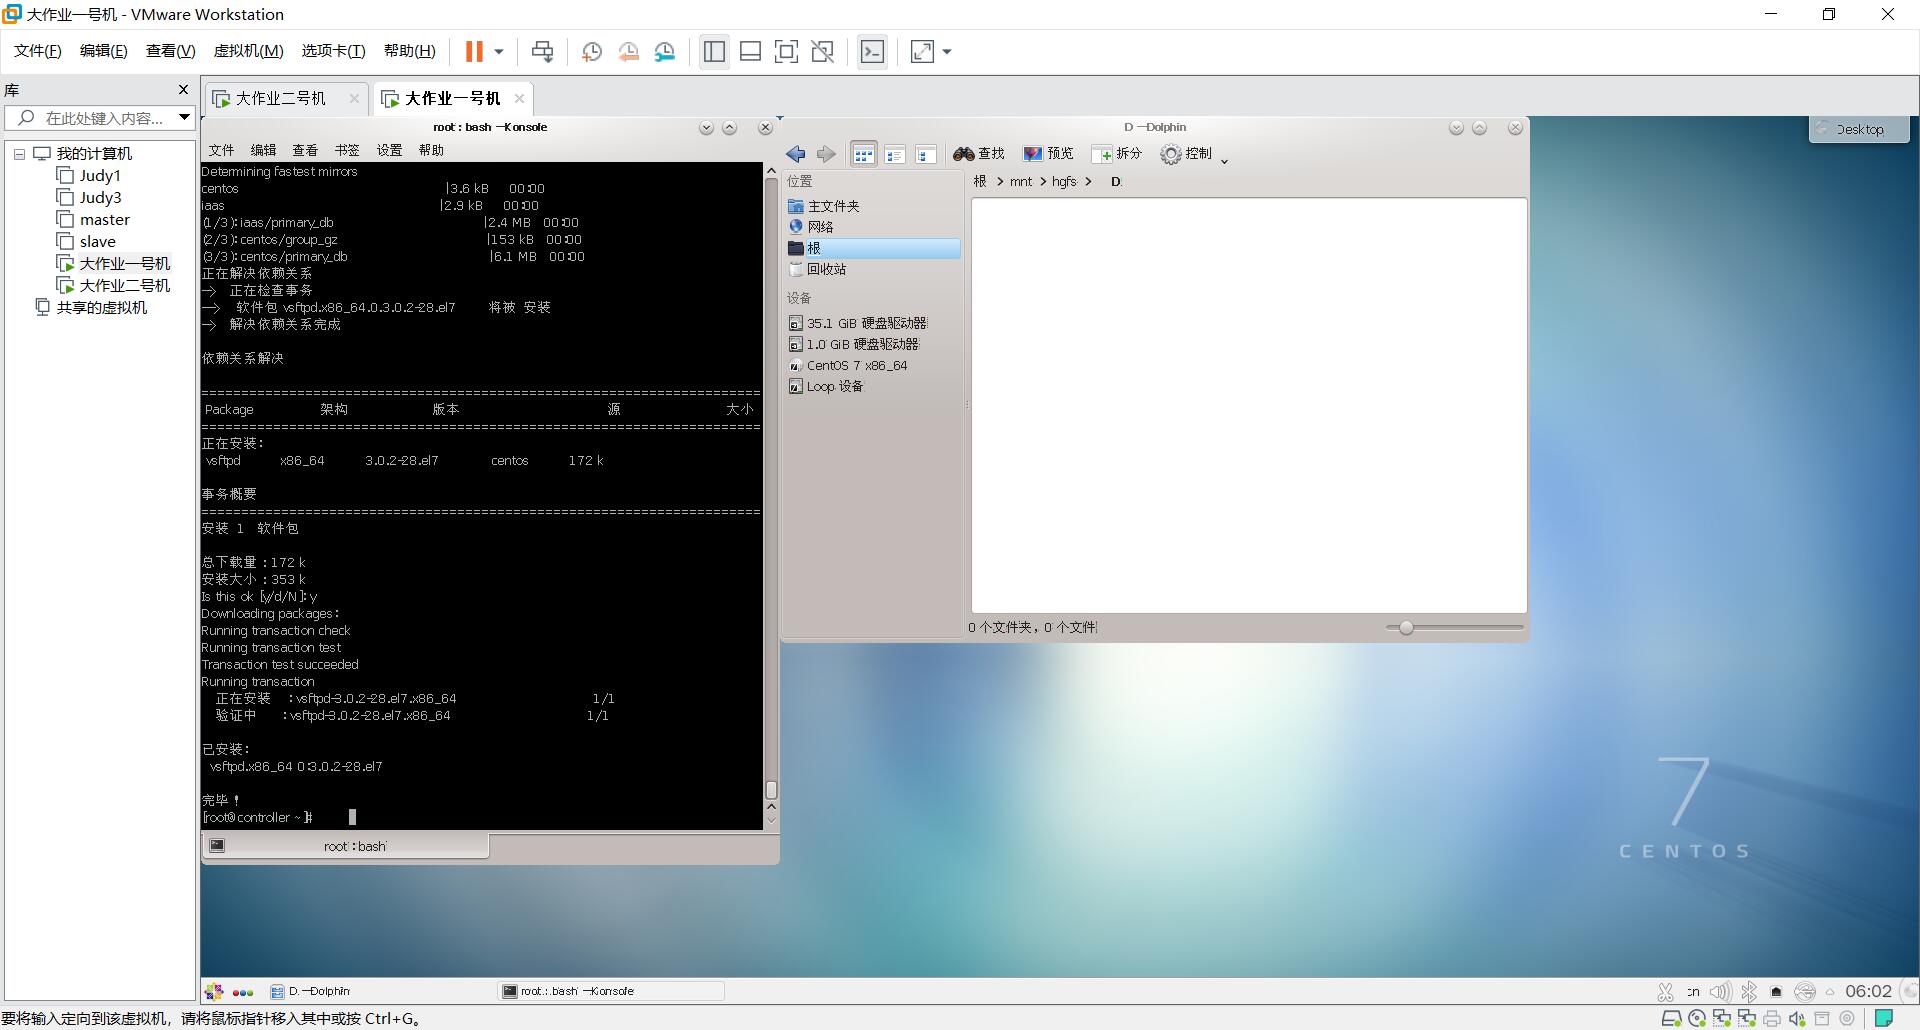 大作业一号机 - VMware Workstation
文件(F) 编辑(E) 查看(V) 虚拟机(M) 选项卡(T) 帮助(H)
库
在此处键入内容...
我的计算机
Judy1
Judy3
master
slave
大作业一号机
大作业二号机
共享的虚拟机
大作业二号机 大作业一号机
root : bash — Konsole
文件 编辑 查看 书签 设置 帮助
Determining fastest mirrors
centos | 3.6 kB 00:00
iaas | 2.9 kB 00:00
(1/3): iaas/primary_db | 2.4 MB 00:00
(2/3): centos/group_gz | 153 kB 00:00
(3/3): centos/primary_db | 6.1 MB 00:00
正在解决依赖关系
--> 正在检查事务
---> 软件包 vsftpd.x86_64.0.3.0.2-28.el7 将被 安装
--> 解决依赖关系完成
依赖关系解决
================================================================================
Package 架构 版本 源 大小
================================================================================
正在安装:
vsftpd x86_64 3.0.2-28.el7 centos 172 k
事务概要
================================================================================
安装 1 软件包
总下载量：172 k
安装大小：353 k
Is this ok [y/d/N]: y
Downloading packages:
Running transaction check
Running transaction test
Transaction test succeeded
Running transaction
正在安装 : vsftpd-3.0.2-28.el7.x86_64 1/1
验证中 : vsftpd-3.0.2-28.el7.x86_64 1/1
已安装:
vsftpd.x86_64 0:3.0.2-28.el7
完毕！
[root@controller ~]#
root : bash
D — Dolphin
查找 预览 拆分 控制
位置
主文件夹
网络
根
回收站
设备
35.1 GiB 硬盘驱动器
1.0 GiB 硬盘驱动器
CentOS 7 x86_64
Loop 设备
根 > mnt > hgfs > D
0 个文件夹，0 个文件
Desktop
7
CENTOS
D — Dolphin
root : bash — Konsole
cn
06:02
要将输入定向到该虚拟机，请将鼠标指针移入其中或按 Ctrl+G。